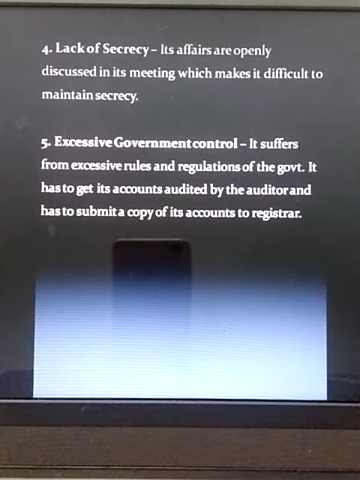 4. Lack of Secrecy – Its affairs are openly
discussed in its meeting which makes it difficult to
maintain secrecy.
5. Excessive Government control – It suffers
from excessive rules and regulations of the govt. It
has to get its accounts audited by the auditor and
has to submit a copy of its accounts to registrar.